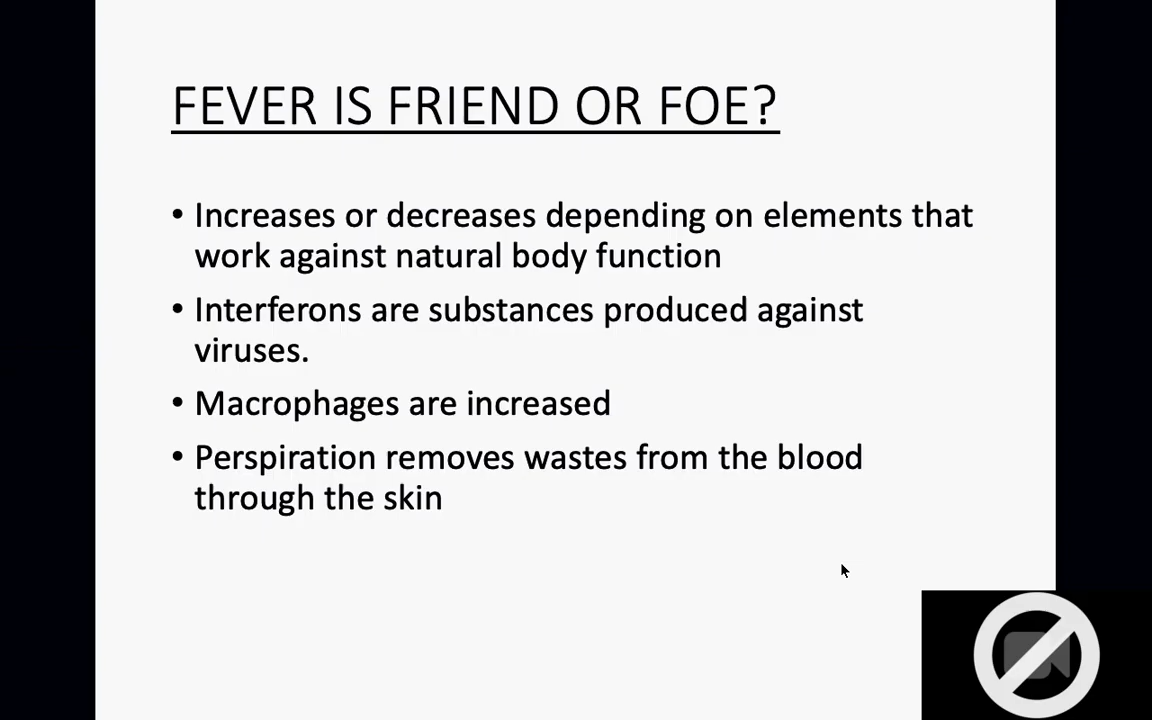 FEVER IS FRIEND OR FOE?
• Increases or decreases depending on elements that
work against natural body function
• Interferons are substances produced against
viruses.
• Macrophages are increased
• Perspiration removes wastes from the blood
through the skin